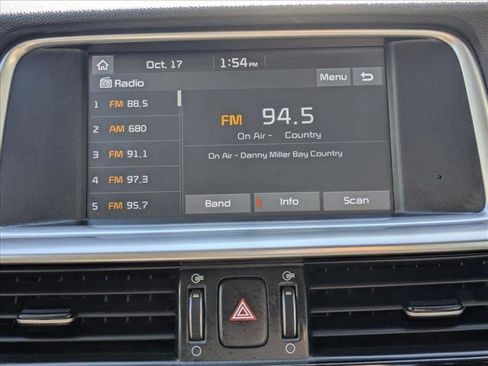 Oct. 17 1:54 PM
Radio Menu
1 FM 88.5
2 AM 680
3 FM 91.1
4 FM 97.3
5 FM 95.7
FM 94.5
On Air - Country
On Air - Danny Miller Bay Country
Band Info Scan